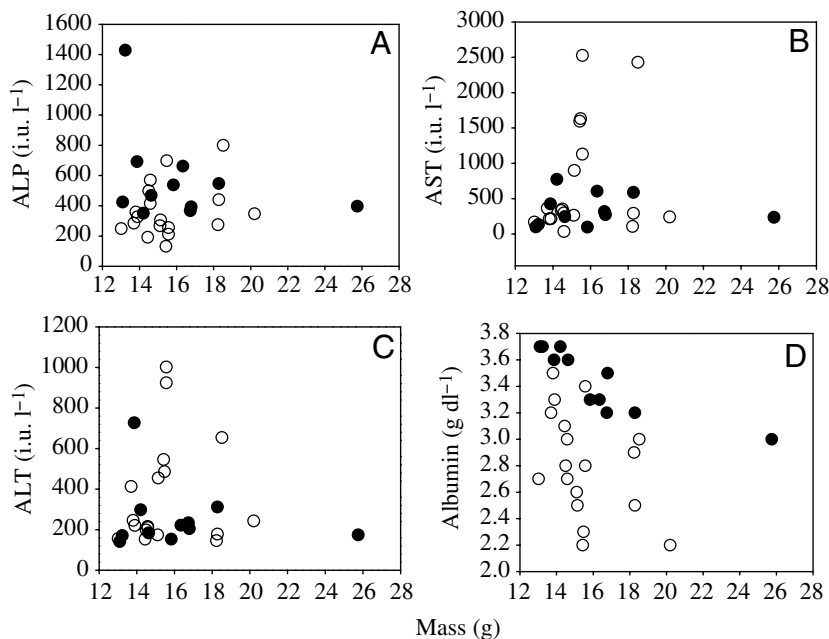 1600
1400
1200
1000
800
600
400
200
0
ALP (i.u. l⁻¹)
A
12 14 16 18 20 22 24 26 28
3000
2500
2000
1500
1000
500
0
AST (i.u. l⁻¹)
B
12 14 16 18 20 22 24 26 28
1200
1000
800
600
400
200
0
ALT (i.u. l⁻¹)
C
12 14 16 18 20 22 24 26 28
3.8
3.6
3.4
3.2
3.0
2.8
2.6
2.4
2.2
2.0
Albumin (g dl⁻¹)
D
12 14 16 18 20 22 24 26 28
Mass (g)